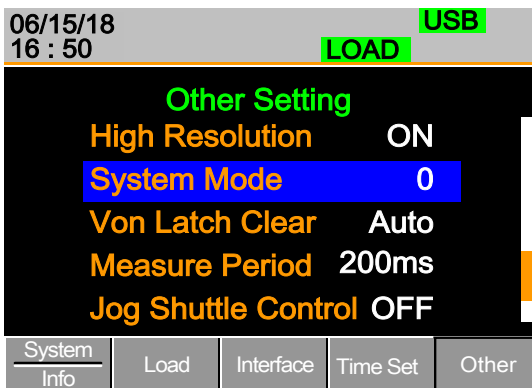 06/15/18
USB
16 : 50
LOAD
Other Setting
High Resolution ON
System Mode 0
Von Latch Clear Auto
Measure Period 200ms
Jog Shuttle Control OFF
System
Info
Load
Interface
Time Set
Other